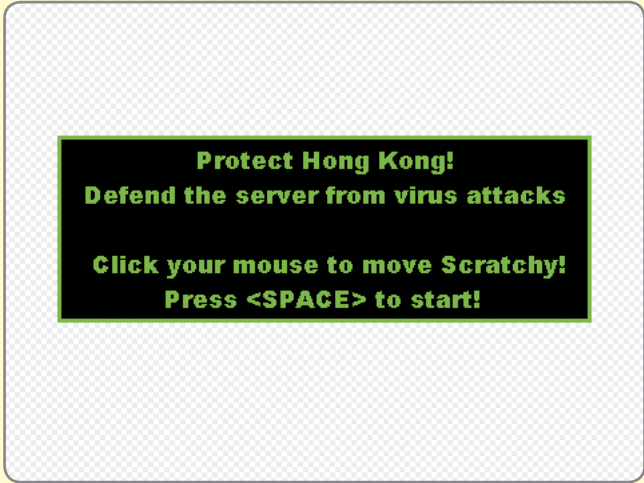 Protect Hong Kong!
Defend the server from virus attacks
Click your mouse to move Scratchy!
Press <SPACE> to start!